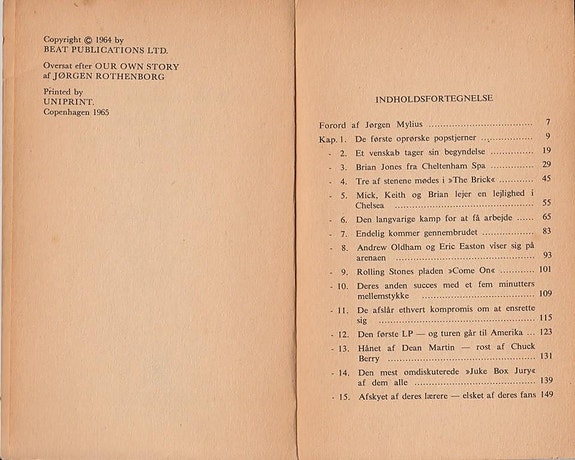 Copyright © 1964 by
BEAT PUBLICATIONS LTD.
Oversat efter OUR OWN STORY
af JØRGEN ROTHENBORG
Printed by
UNIPRINT.
Copenhagen 1965
INDHOLDSFORTEGNELSE
Forord af Jørgen Mylius ................................ 7
Kap. 1. De første oprørske popstjerner ................ 9
- 2. Et venskab tager sin begyndelse ............. 19
- 3. Brian Jones fra Cheltenham Spa ............. 29
- 4. Tre af stenene mødes i »The Brick« .......... 45
- 5. Mick, Keith og Brian lejer en lejlighed i
Chelsea ........................................ 55
- 6. Den langvarige kamp for at få arbejde ...... 65
- 7. Endelig kommer gennembrudet ............... 83
- 8. Andrew Oldham og Eric Easton viser sig på
arenaen ........................................ 93
- 9. Rolling Stones pladen »Come On« ........... 101
- 10. Deres anden succes med et fem minutters
mellemstykke ................................ 109
- 11. De afslår ethvert kompromis om at ensrette
sig ............................................. 115
- 12. Den første LP — og turen går til Amerika ... 123
- 13. Hånet af Dean Martin — rost af Chuck
Berry .......................................... 131
- 14. Den mest omdiskuterede »Juke Box Jury«
af dem alle .................................. 139
- 15. Afskyet af deres lærere — elsket af deres fans 149